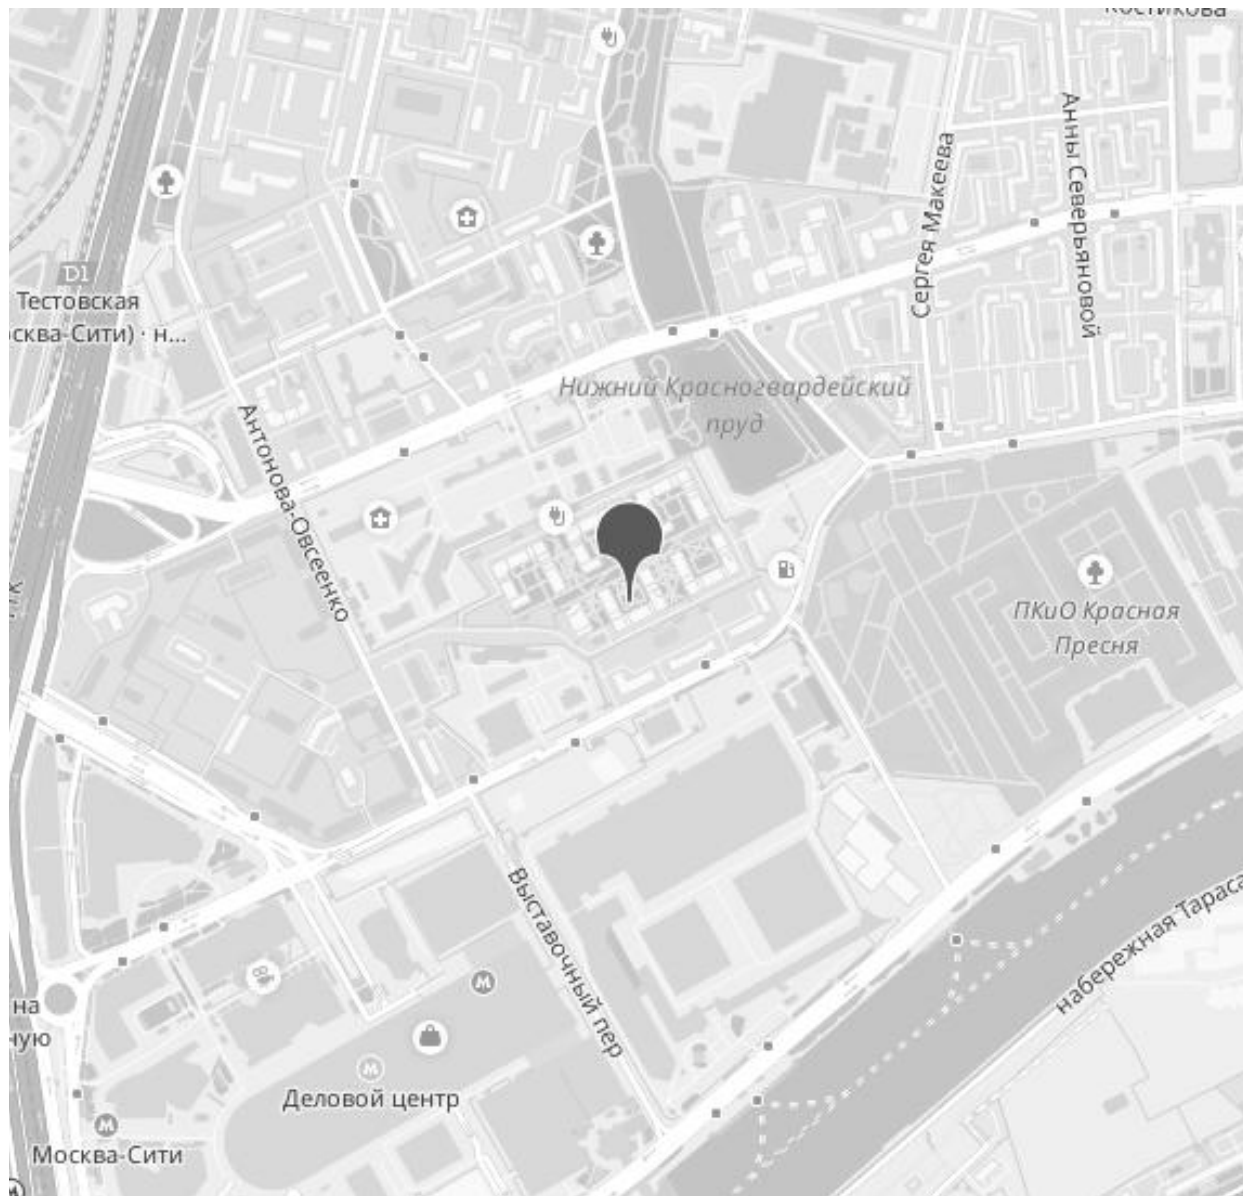 Костикова
Сергея Макеева
Анны Северьяновой
D1
Тестовская
сква-Сити) · н...
Нижний Красногвардейский
пруд
Антонова-Овсеенко
ПКиО Красная
Пресня
Выставочный пер
набережная Тараса
на
ную
М
М
Деловой центр
М
Москва-Сити